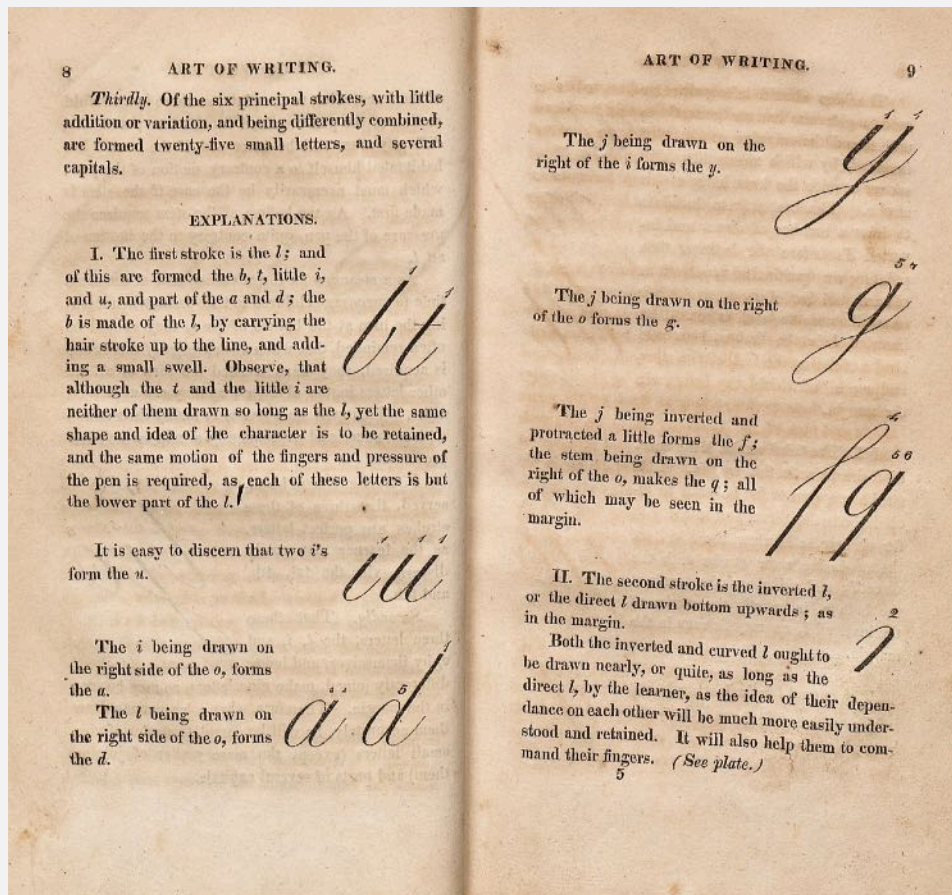 8 ART OF WRITING.
Thirdly. Of the six principal strokes, with little
addition or variation, and being differently combined,
are formed twenty-five small letters, and several
capitals.
EXPLANATIONS.
I. The first stroke is the l; and
of this are formed the b, t, little i,
and u, and part of the a and d; the
b is made of the l, by carrying the
hair stroke up to the line, and add-
ing a small swell. Observe, that
although the t and the little i are
neither of them drawn so long as the l, yet the same
shape and idea of the character is to be retained,
and the same motion of the fingers and pressure of
the pen is required, as each of these letters is but
the lower part of the l.
1 1
b t
It is easy to discern that two i's
form the u.
i u
The i being drawn on
the right side of the o, forms
the a.
The l being drawn on
the right side of the o, forms
the d.
5 1
a d
ART OF WRITING. 9
The j being drawn on the
right of the i forms the y.
y
The j being drawn on the right
of the o forms the g.
5
g
The j being inverted and
protracted a little forms the f;
the stem being drawn on the
right of the o, makes the q; all
of which may be seen in the
margin.
5 6
f q
II. The second stroke is the inverted l,
or the direct l drawn bottom upwards; as
in the margin.
2
Both the inverted and curved l ought to
be drawn nearly, or quite, as long as the
direct l, by the learner, as the idea of their depen-
dance on each other will be much more easily under-
stood and retained. It will also help them to com-
mand their fingers. (See plate.)
5